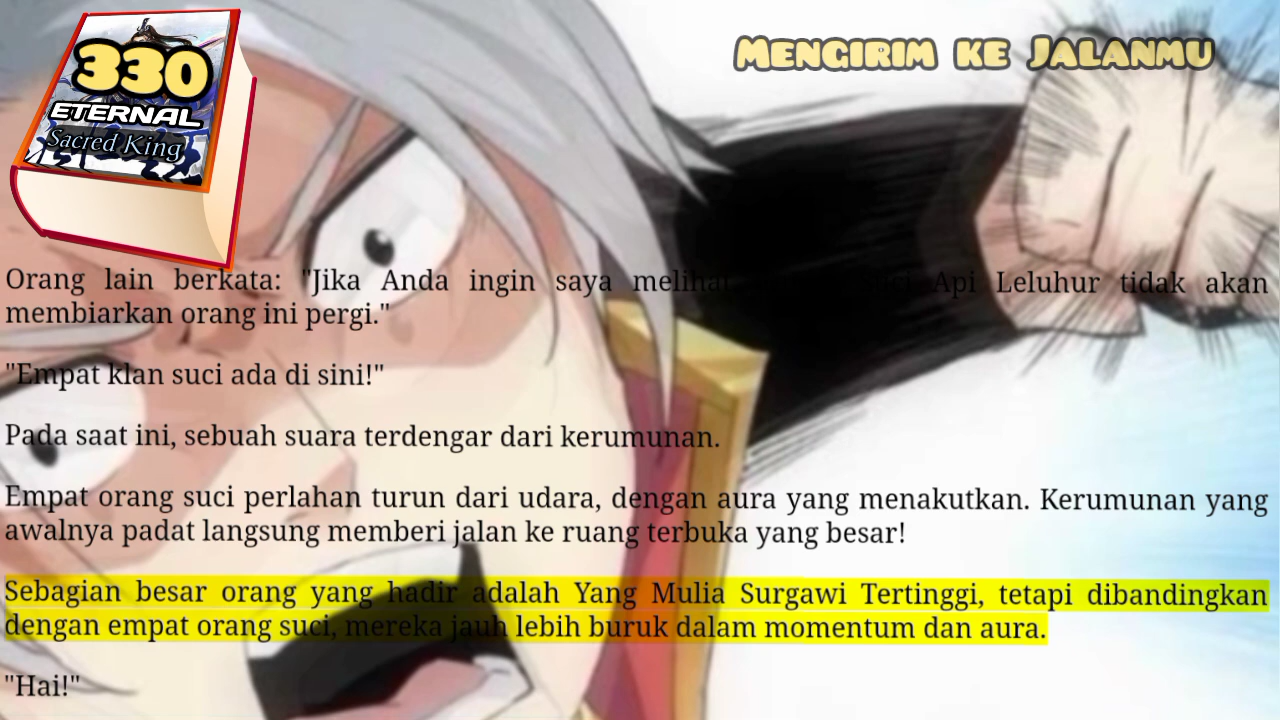 330
ETERNAL
Sacred King
MENGIRIM KE JALANMU
Orang lain berkata: "Jika Anda ingin saya melihat suci Api Leluhur tidak akan
membiarkan orang ini pergi."
"Empat klan suci ada di sini!"
Pada saat ini, sebuah suara terdengar dari kerumunan.
Empat orang suci perlahan turun dari udara, dengan aura yang menakutkan. Kerumunan yang
awalnya padat langsung memberi jalan ke ruang terbuka yang besar!
Sebagian besar orang yang hadir adalah Yang Mulia Surgawi Tertinggi, tetapi dibandingkan
dengan empat orang suci, mereka jauh lebih buruk dalam momentum dan aura.
"Hai!"